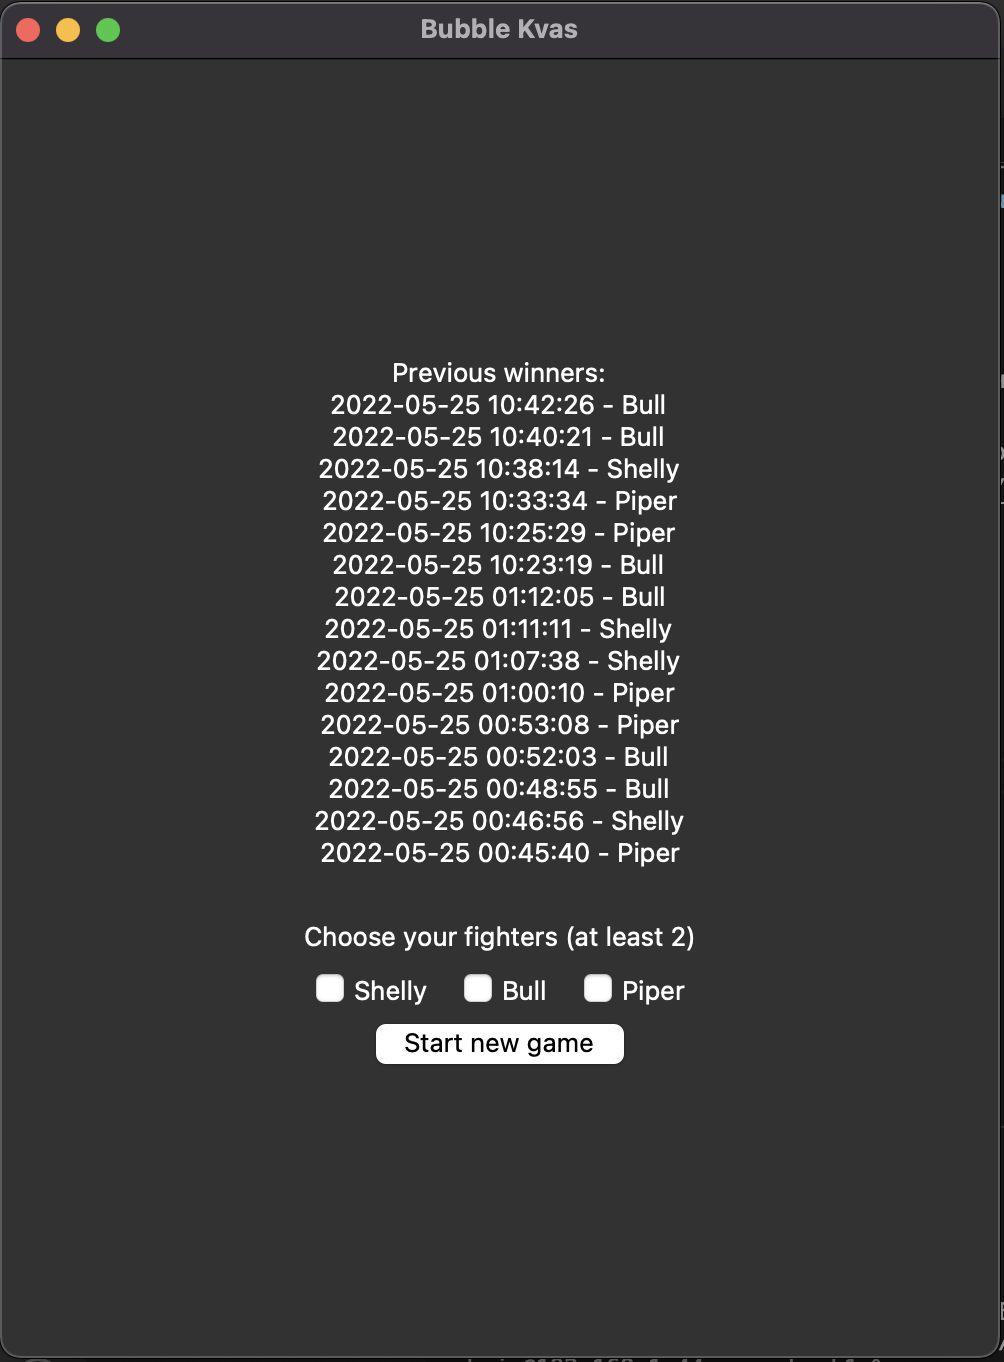 Bubble Kvas
Previous winners:
2022-05-25 10:42:26 - Bull
2022-05-25 10:40:21 - Bull
2022-05-25 10:38:14 - Shelly
2022-05-25 10:33:34 - Piper
2022-05-25 10:25:29 - Piper
2022-05-25 10:23:19 - Bull
2022-05-25 01:12:05 - Bull
2022-05-25 01:11:11 - Shelly
2022-05-25 01:07:38 - Shelly
2022-05-25 01:00:10 - Piper
2022-05-25 00:53:08 - Piper
2022-05-25 00:52:03 - Bull
2022-05-25 00:48:55 - Bull
2022-05-25 00:46:56 - Shelly
2022-05-25 00:45:40 - Piper
Choose your fighters (at least 2)
Shelly Bull Piper
Start new game